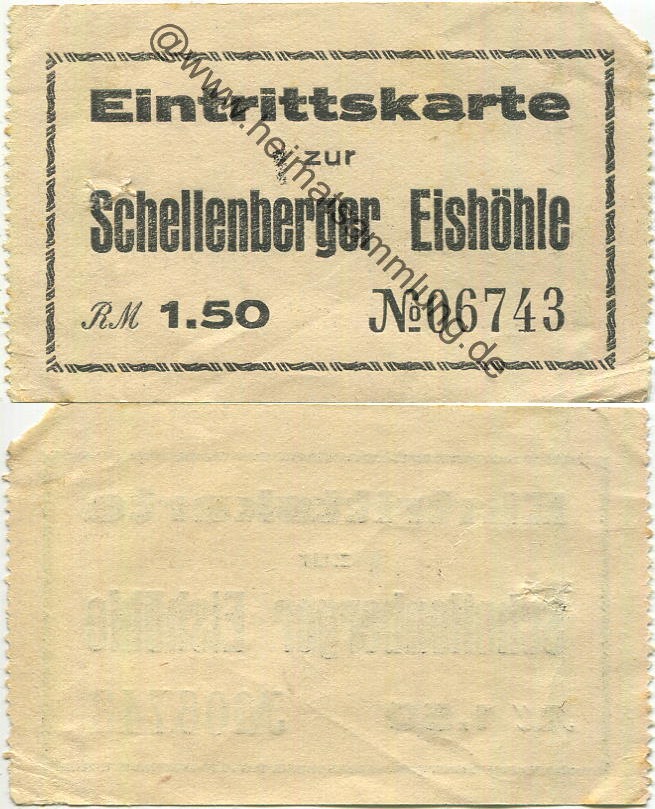 Eintrittskarte
zur
Schellenberger Eishöhle
RM 1.50 № 06743
@www.heimatsammlung.de